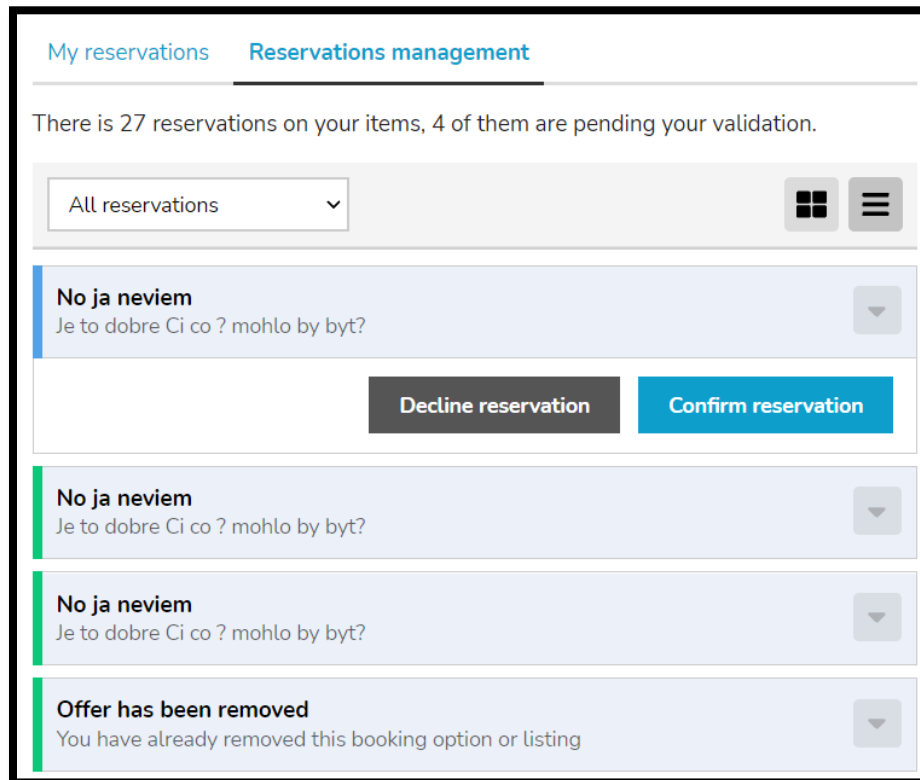 My reservations Reservations management
There is 27 reservations on your items, 4 of them are pending your validation.
All reservations
No ja neviem
Je to dobre Ci co ? mohlo by byt?
Decline reservation Confirm reservation
No ja neviem
Je to dobre Ci co ? mohlo by byt?
No ja neviem
Je to dobre Ci co ? mohlo by byt?
Offer has been removed
You have already removed this booking option or listing